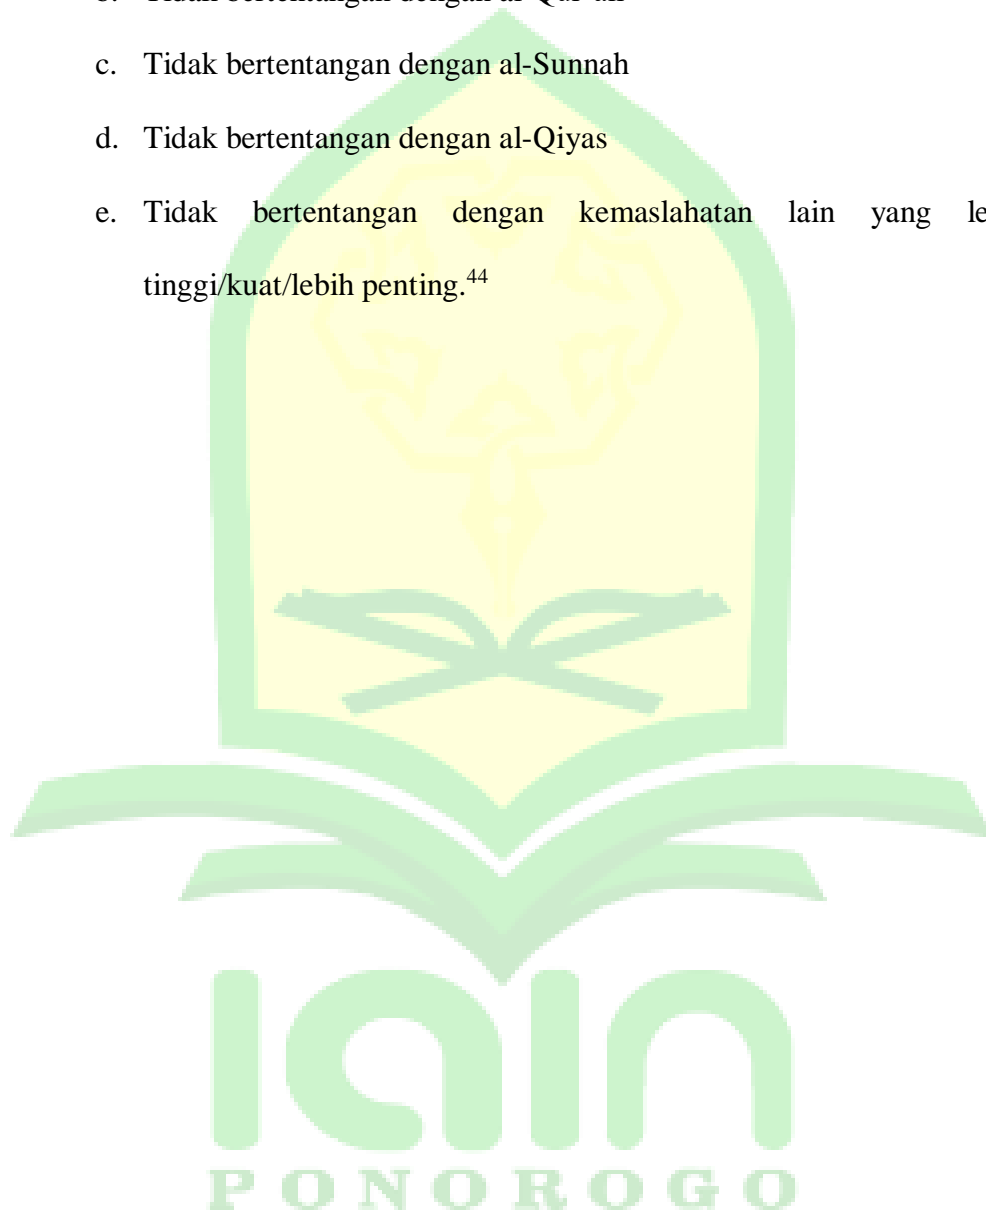 c. Tidak bertentangan dengan al-Sunnah
d. Tidak bertentangan dengan al-Qiyas
e. Tidak bertentangan dengan kemaslahatan lain yang le
tinggi/kuat/lebih penting.44
iain
PONOROGO